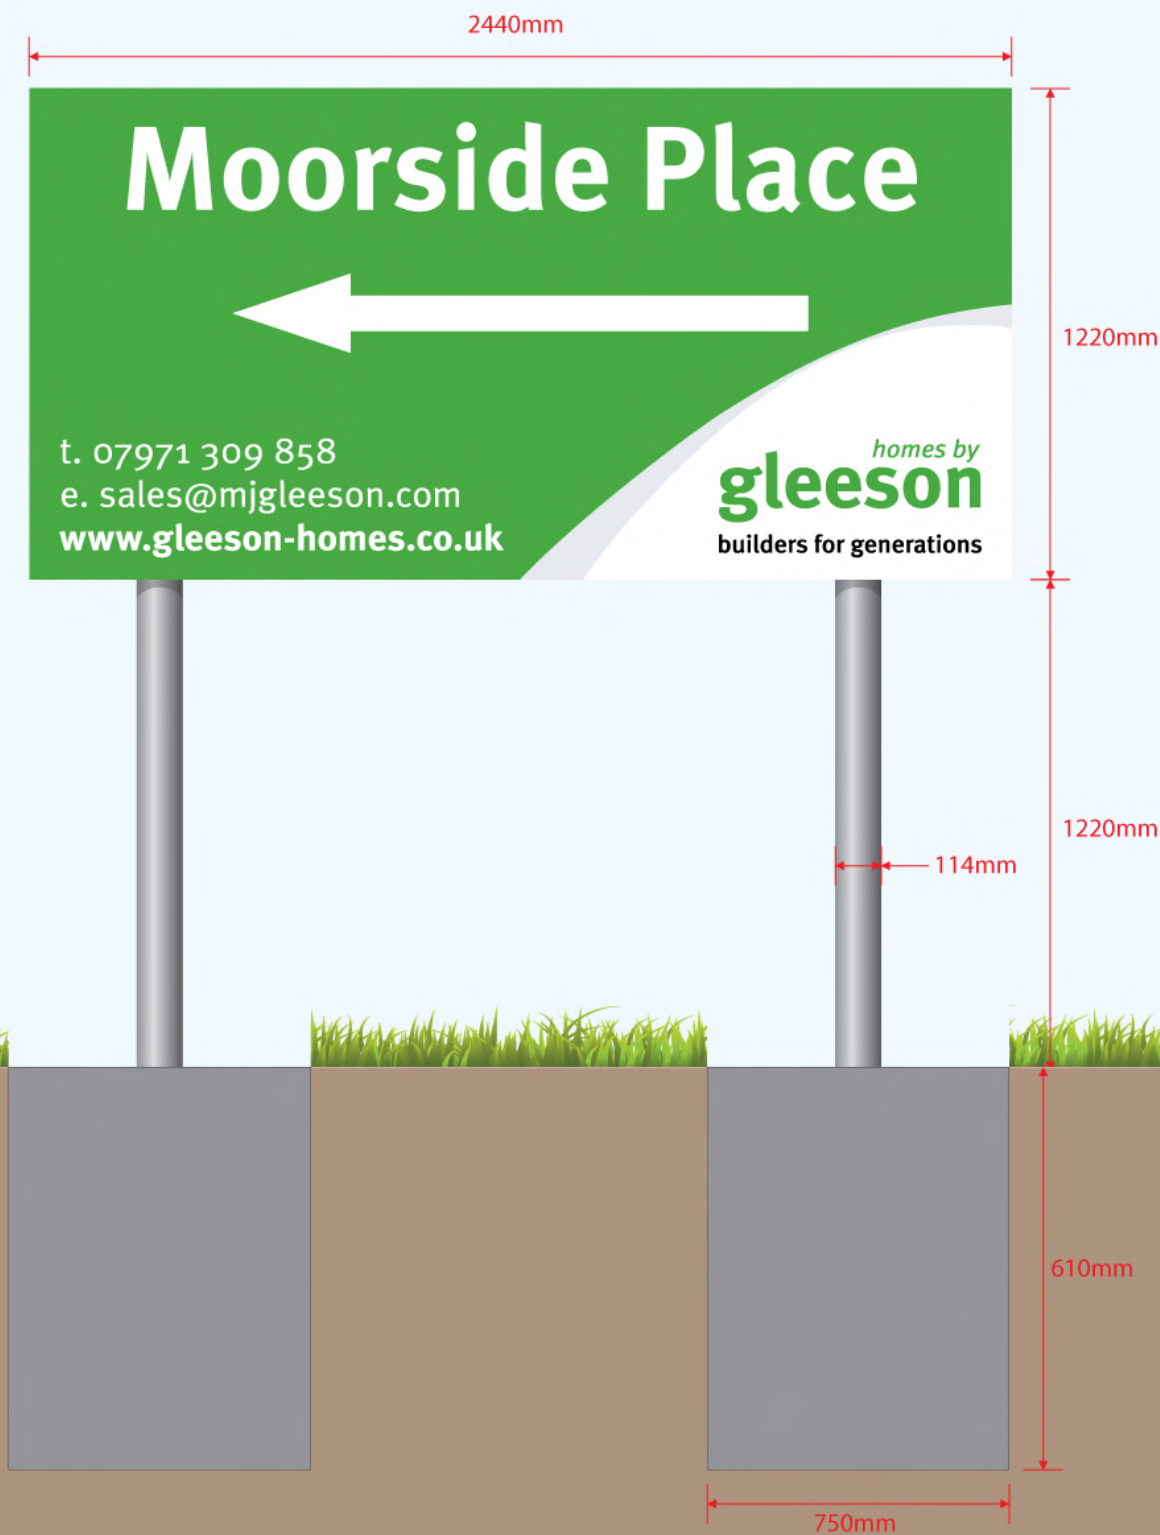 2440mm
Moorside Place
1220mm
t. 07971 309 858
e. sales@mjgleeson.com
www.gleeson-homes.co.uk
homes by
gleeson
builders for generations
1220mm
114mm
610mm
750mm